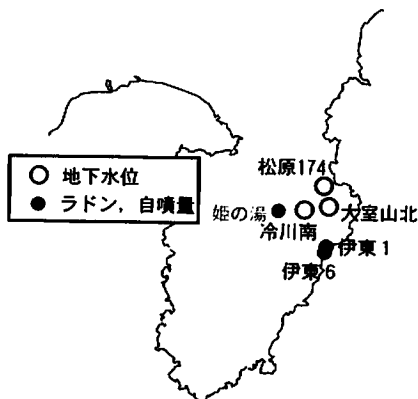 松原174
地下水位
ラドン，自噴量
姫の湯
大室山北
冷川南
伊東1
伊東6